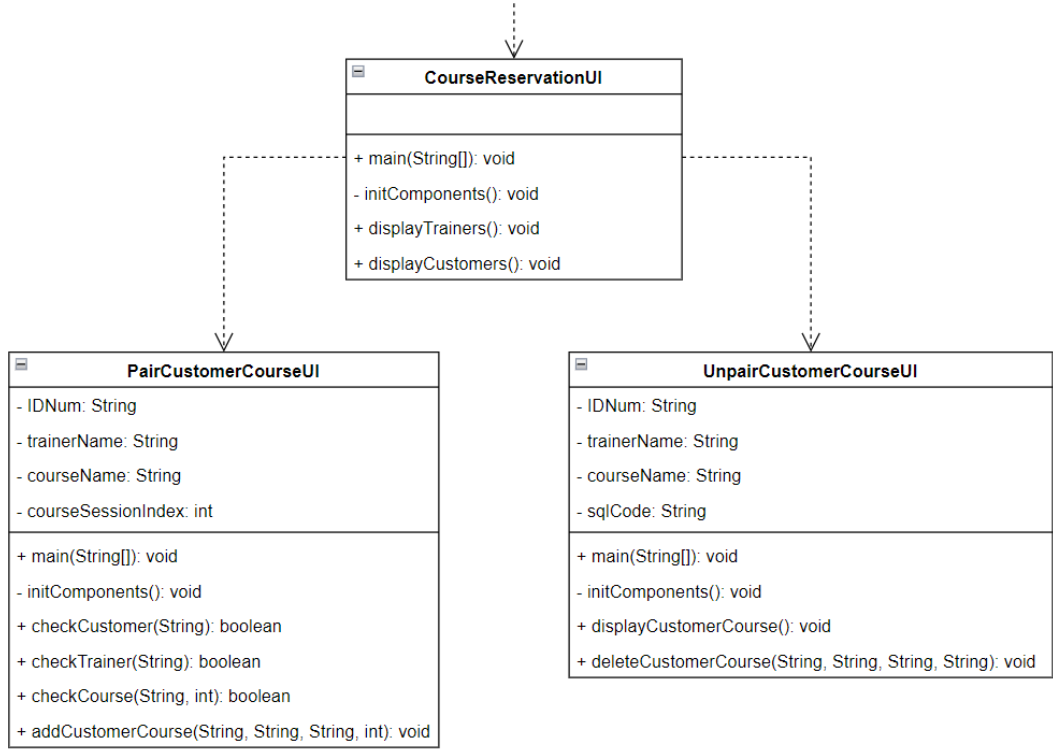 CourseReservationUI
+ main(String[]): void
- initComponents(): void
+ displayTrainers(): void
+ displayCustomers(): void
PairCustomerCourseUI
- IDNum: String
- trainerName: String
- courseName: String
- courseSessionIndex: int
+ main(String[]): void
- initComponents(): void
+ checkCustomer(String): boolean
+ checkTrainer(String): boolean
+ checkCourse(String, int): boolean
+ addCustomerCourse(String, String, String, int): void
UnpairCustomerCourseUI
- IDNum: String
- trainerName: String
- courseName: String
- sqlCode: String
+ main(String[]): void
- initComponents(): void
+ displayCustomerCourse(): void
+ deleteCustomerCourse(String, String, String, String): void